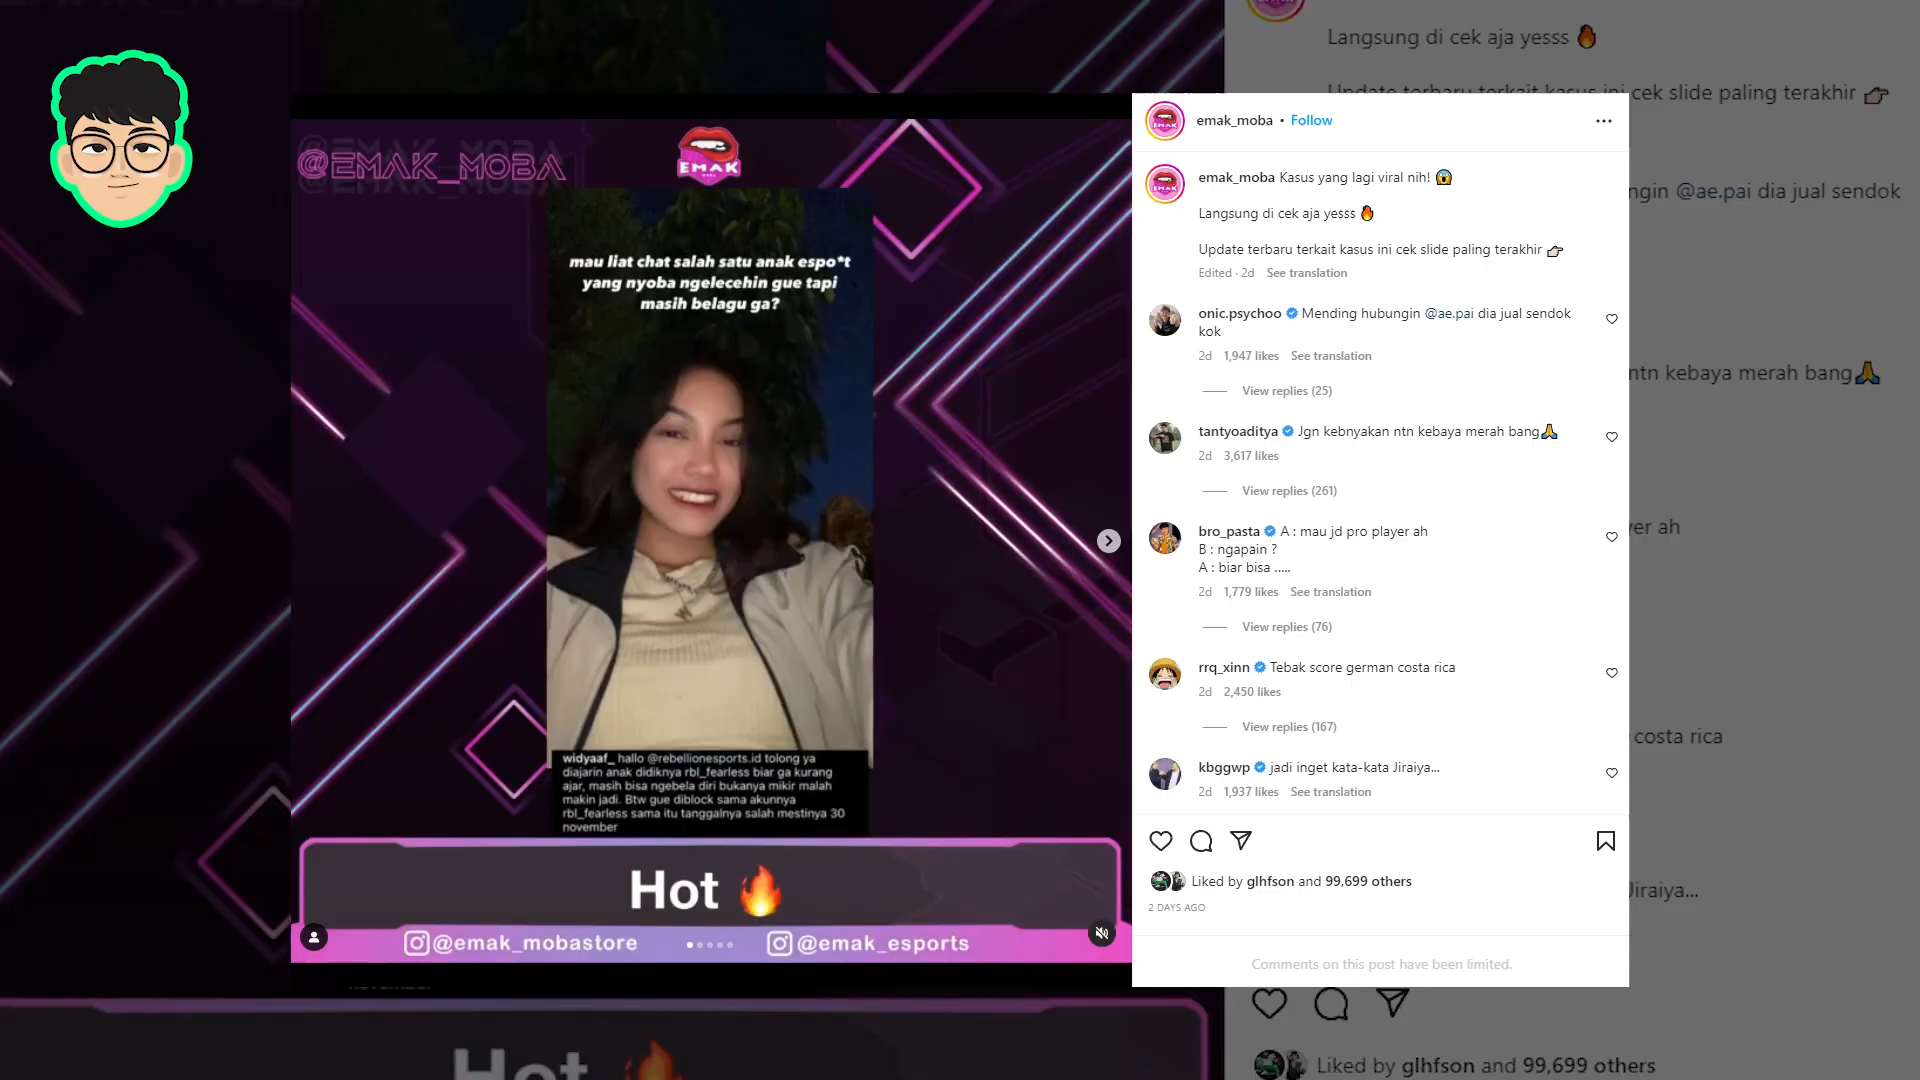 @EMAK_MOBA
EMAK
mau liat chat salah satu anak espo*t
yang nyoba ngelecehin gue tapi
masih belagu ga?
widyaaf_ hallo @rebellionesports.id tolong ya
diajarin anak didiknya rbl_fearless biar ga kurang
ajar, masih bisa ngebela diri bukanya mikir malah
makin jadi. Btw gue diblock sama akunnya
rbl_fearless sama itu tanggalnya salah mestinya 30
november
Hot 🔥
@emak_mobastore
@emak_esports
emak_moba • Follow
emak_moba Kasus yang lagi viral nih! 😱
Langsung di cek aja yesss 🔥
Update terbaru terkait kasus ini cek slide paling terakhir 👉
Edited · 2d See translation
onic.psychoo Mending hubungin @ae.pai dia jual sendok
kok
2d 1,947 likes See translation
View replies (25)
tantyoaditya Jgn kebnyakan ntn kebaya merah bang🙏
2d 3,617 likes
View replies (261)
bro_pasta A : mau jd pro player ah
B : ngapain ?
A : biar bisa .....
2d 1,779 likes See translation
View replies (76)
rrq_xinn Tebak score german costa rica
2d 2,450 likes
View replies (167)
kbggwp jadi inget kata-kata Jiraiya...
2d 1,937 likes See translation
Liked by glhfson and 99,699 others
2 DAYS AGO
Comments on this post have been limited.
Langsung di cek aja yesss 🔥
Update terbaru terkait kasus ini cek slide paling terakhir 👉
ngin @ae.pai dia jual sendok
ntn kebaya merah bang🙏
yer ah
costa rica
Jiraiya...
Hot 🔥
Liked by glhfson and 99,699 others